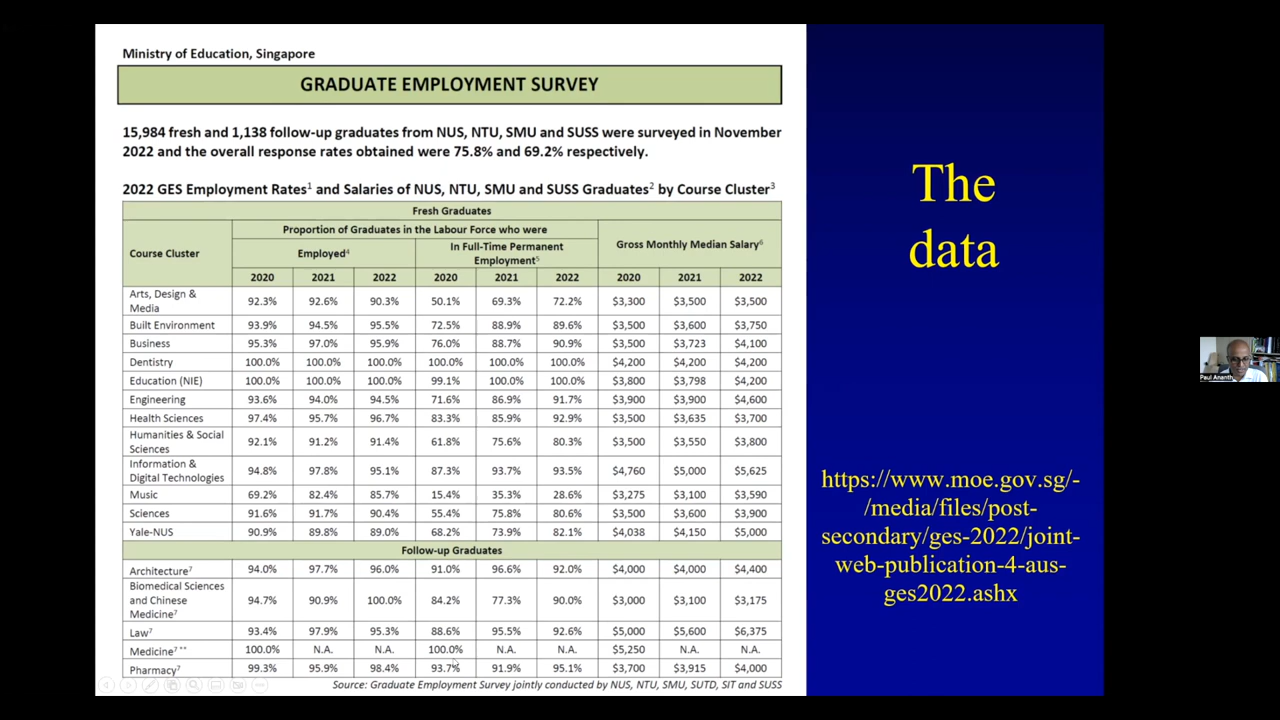 Ministry of Education, Singapore
GRADUATE EMPLOYMENT SURVEY
15,984 fresh and 1,138 follow-up graduates from NUS, NTU, SMU and SUSS were surveyed in November
2022 and the overall response rates obtained were 75.8% and 69.2% respectively.
2022 GES Employment Rates¹ and Salaries of NUS, NTU, SMU and SUSS Graduates² by Course Cluster³
Fresh Graduates
Course Cluster
Proportion of Graduates in the Labour Force who were
Employed⁴
In Full-Time Permanent
Employment⁵
Gross Monthly Median Salary⁶
2020 2021 2022 2020 2021 2022 2020 2021 2022
Arts, Design &
Media 92.3% 92.6% 90.3% 50.1% 69.3% 72.2% $3,300 $3,500 $3,500
Built Environment 93.9% 94.5% 95.5% 72.5% 88.9% 89.6% $3,500 $3,600 $3,750
Business 95.3% 97.0% 95.9% 76.0% 88.7% 90.9% $3,500 $3,723 $4,100
Dentistry 100.0% 100.0% 100.0% 100.0% 100.0% 100.0% $4,200 $4,200 $4,200
Education (NIE) 100.0% 100.0% 100.0% 99.1% 100.0% 100.0% $3,800 $3,798 $4,200
Engineering 93.6% 94.0% 94.5% 71.6% 86.9% 91.7% $3,900 $3,900 $4,600
Health Sciences 97.4% 95.7% 96.7% 83.3% 85.9% 92.9% $3,500 $3,635 $3,700
Humanities & Social
Sciences 92.1% 91.2% 91.4% 61.8% 75.6% 80.3% $3,500 $3,550 $3,800
Information &
Digital Technologies 94.8% 97.8% 95.1% 87.3% 93.7% 93.5% $4,760 $5,000 $5,625
Music 69.2% 82.4% 85.7% 15.4% 35.3% 28.6% $3,275 $3,100 $3,590
Sciences 91.6% 91.7% 90.4% 55.4% 75.8% 80.6% $3,500 $3,600 $3,900
Yale-NUS 90.9% 89.8% 89.0% 68.2% 73.9% 82.1% $4,038 $4,150 $5,000
Follow-up Graduates
Architecture⁷ 94.0% 97.7% 96.0% 91.0% 96.6% 92.0% $4,000 $4,000 $4,400
Biomedical Sciences
and Chinese
Medicine⁷ 94.7% 90.9% 100.0% 84.2% 77.3% 90.0% $3,000 $3,100 $3,175
Law⁷ 93.4% 97.9% 95.3% 88.6% 95.5% 92.6% $5,000 $5,600 $6,375
Medicine⁷ ** 100.0% N.A. N.A. 100.0% N.A. N.A. $5,250 N.A. N.A.
Pharmacy⁷ 99.3% 95.9% 98.4% 93.7% 91.9% 95.1% $3,700 $3,915 $4,000
Source: Graduate Employment Survey jointly conducted by NUS, NTU, SMU, SUTD, SIT and SUSS
The
data
https://www.moe.gov.sg/-
/media/files/post-
secondary/ges-2022/joint-
web-publication-4-aus-
ges2022.ashx
Paul Ananth